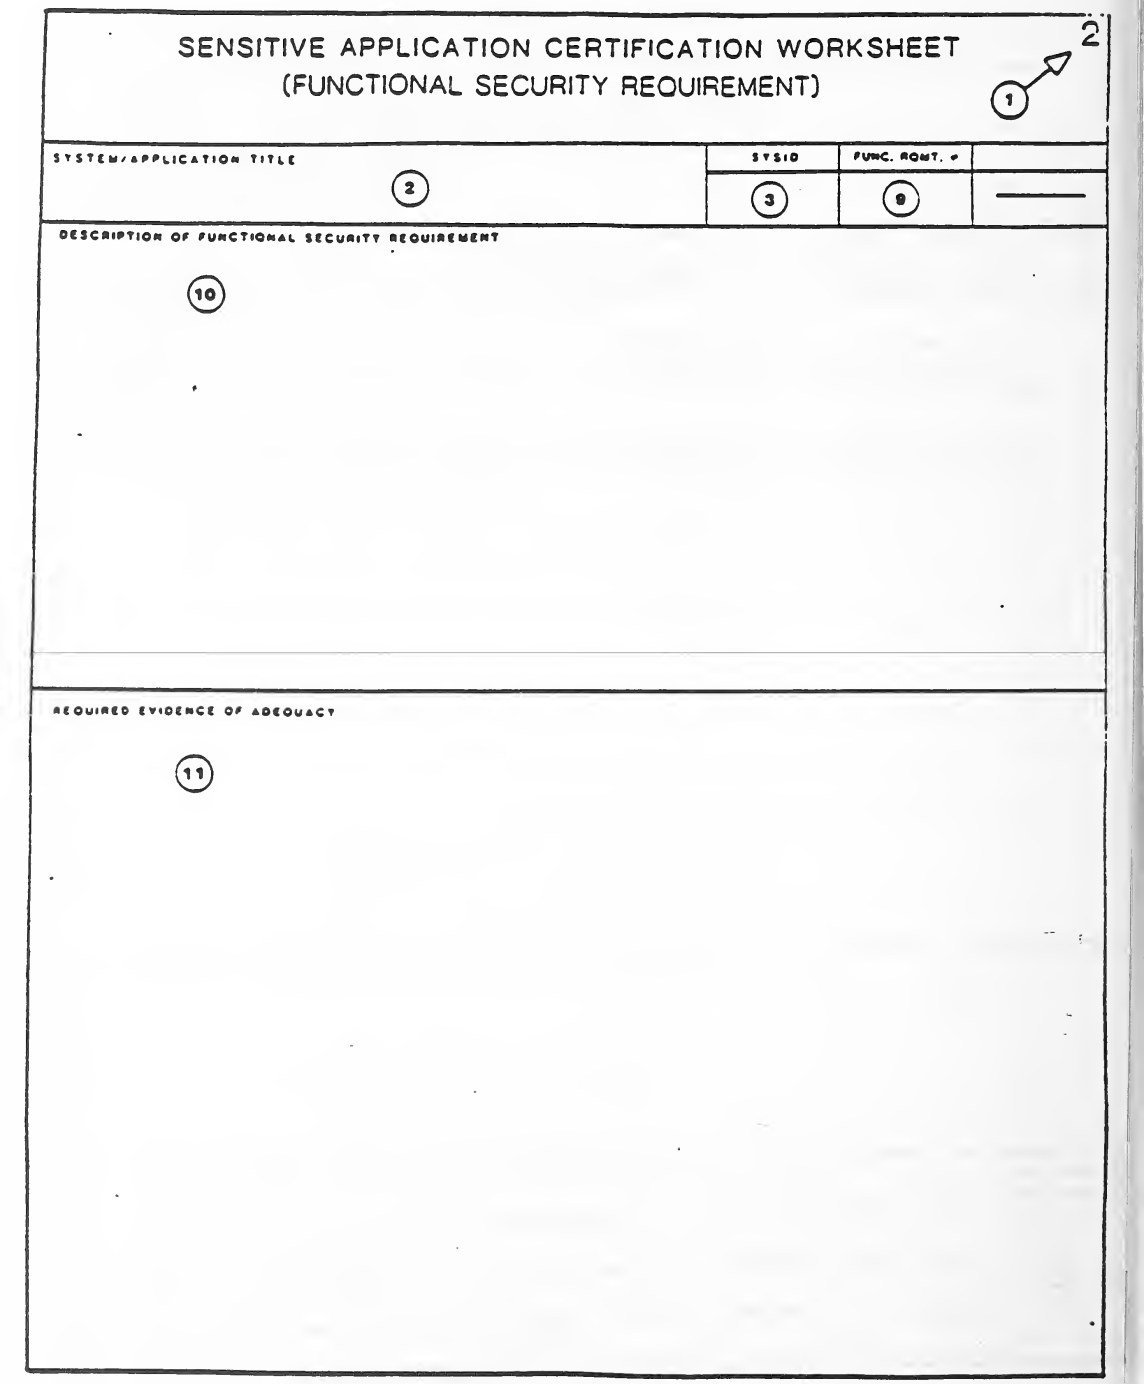 2
SENSITIVE APPLICATION CERTIFICATION WORKSHEET
(FUNCTIONAL SECURITY REQUIREMENT)
1
SYSTEM/APPLICATION TITLE
SYSID
FUNC. RQMT. #
2
3
9
DESCRIPTION OF FUNCTIONAL SECURITY REQUIREMENT
10
REQUIRED EVIDENCE OF ADEQUACY
11